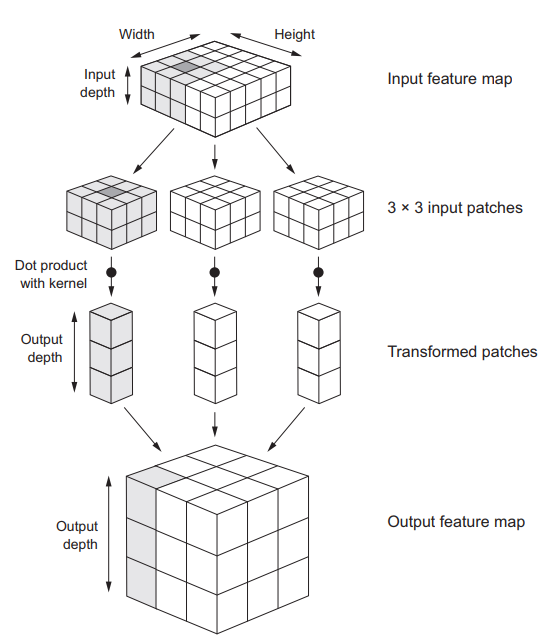 Width
Height
Input
depth
Input feature map
3 × 3 input patches
Dot product
with kernel
Output
depth
Transformed patches
Output
depth
Output feature map